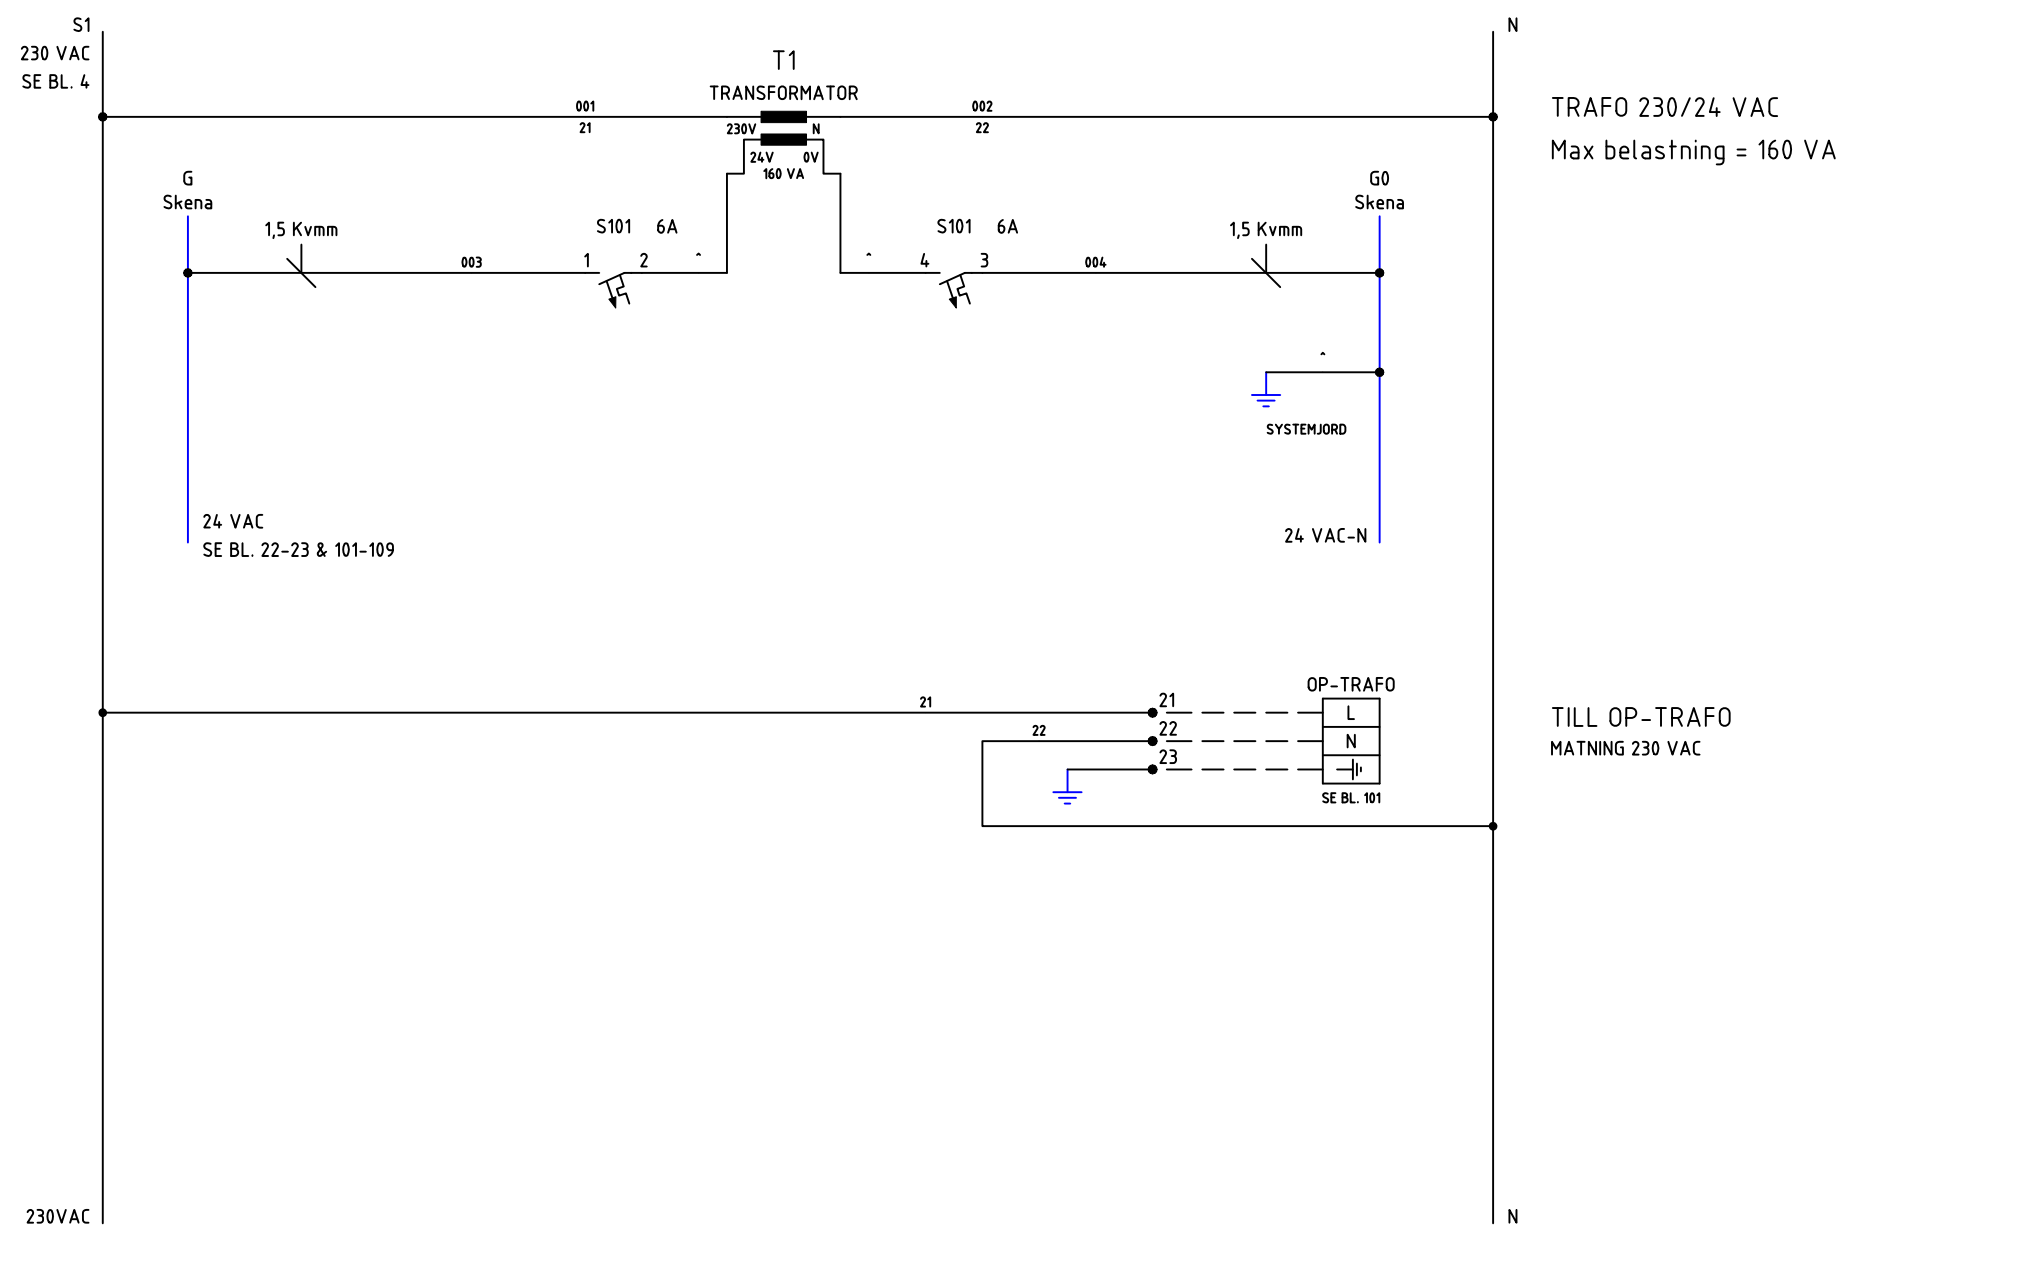 S1
N
230 VAC
SE BL. 4
T1
TRANSFORMATOR
TRAFO 230/24 VAC
Max belastning = 160 VA
001
21
002
22
230V
N
24V
0V
160 VA
G
Skena
G0
Skena
1,5 Kvmm
003
S101 6A
1
2
^
^
S101 6A
4
3
004
1,5 Kvmm
^
SYSTEMJORD
24 VAC
SE BL. 22-23 & 101-109
24 VAC-N
OP-TRAFO
21
21
L
22
22
N
23
SE BL. 101
TILL OP-TRAFO
MATNING 230 VAC
230VAC
N